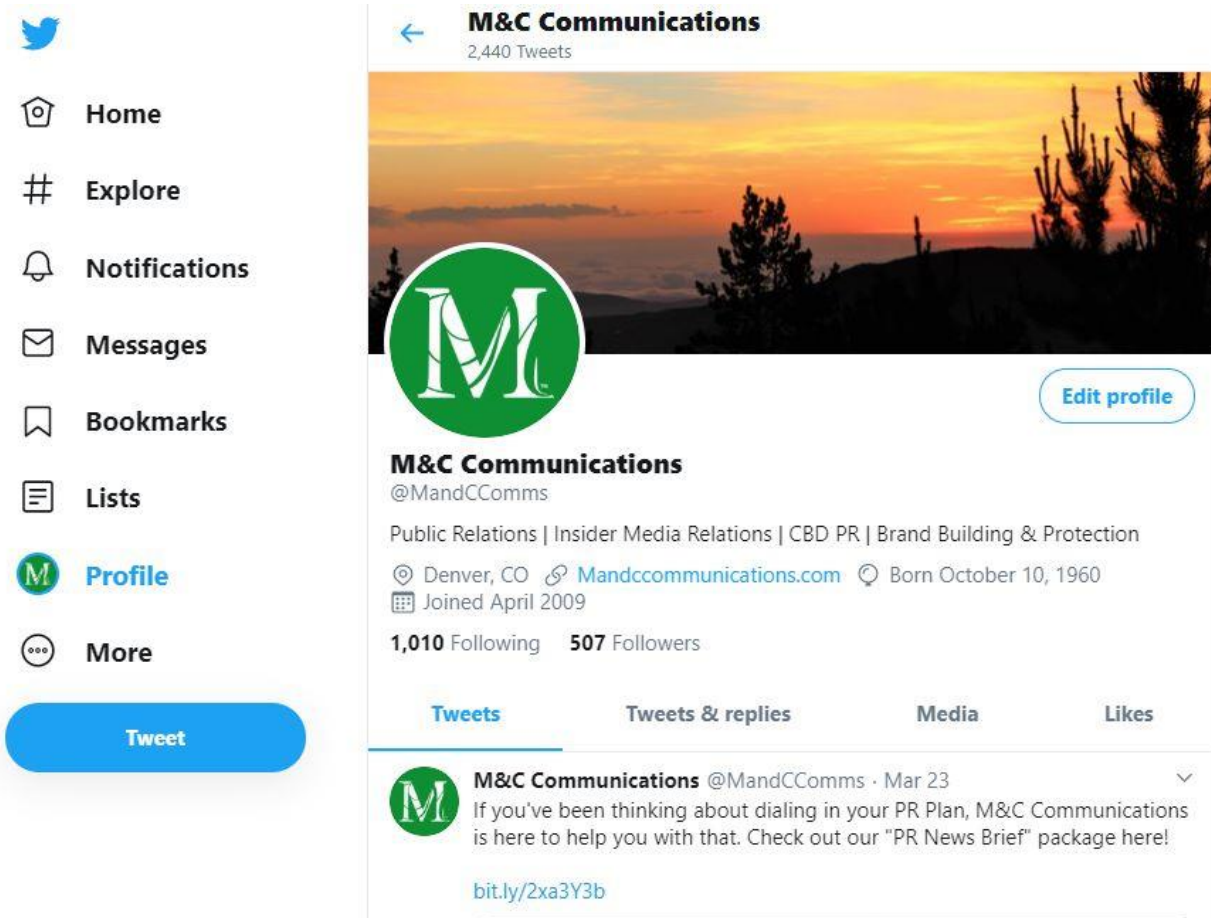 M&C Communications
2,440 Tweets
Home
Explore
Notifications
Messages
Bookmarks
Lists
Profile
More
Tweet
M
Edit profile
M&C Communications
@MandCComms
Public Relations | Insider Media Relations | CBD PR | Brand Building & Protection
Denver, CO Mandccommunications.com Born October 10, 1960
Joined April 2009
1,010 Following 507 Followers
Tweets Tweets & replies Media Likes
M&C Communications @MandCComms · Mar 23
If you've been thinking about dialing in your PR Plan, M&C Communications
is here to help you with that. Check out our "PR News Brief" package here!
bit.ly/2xa3Y3b